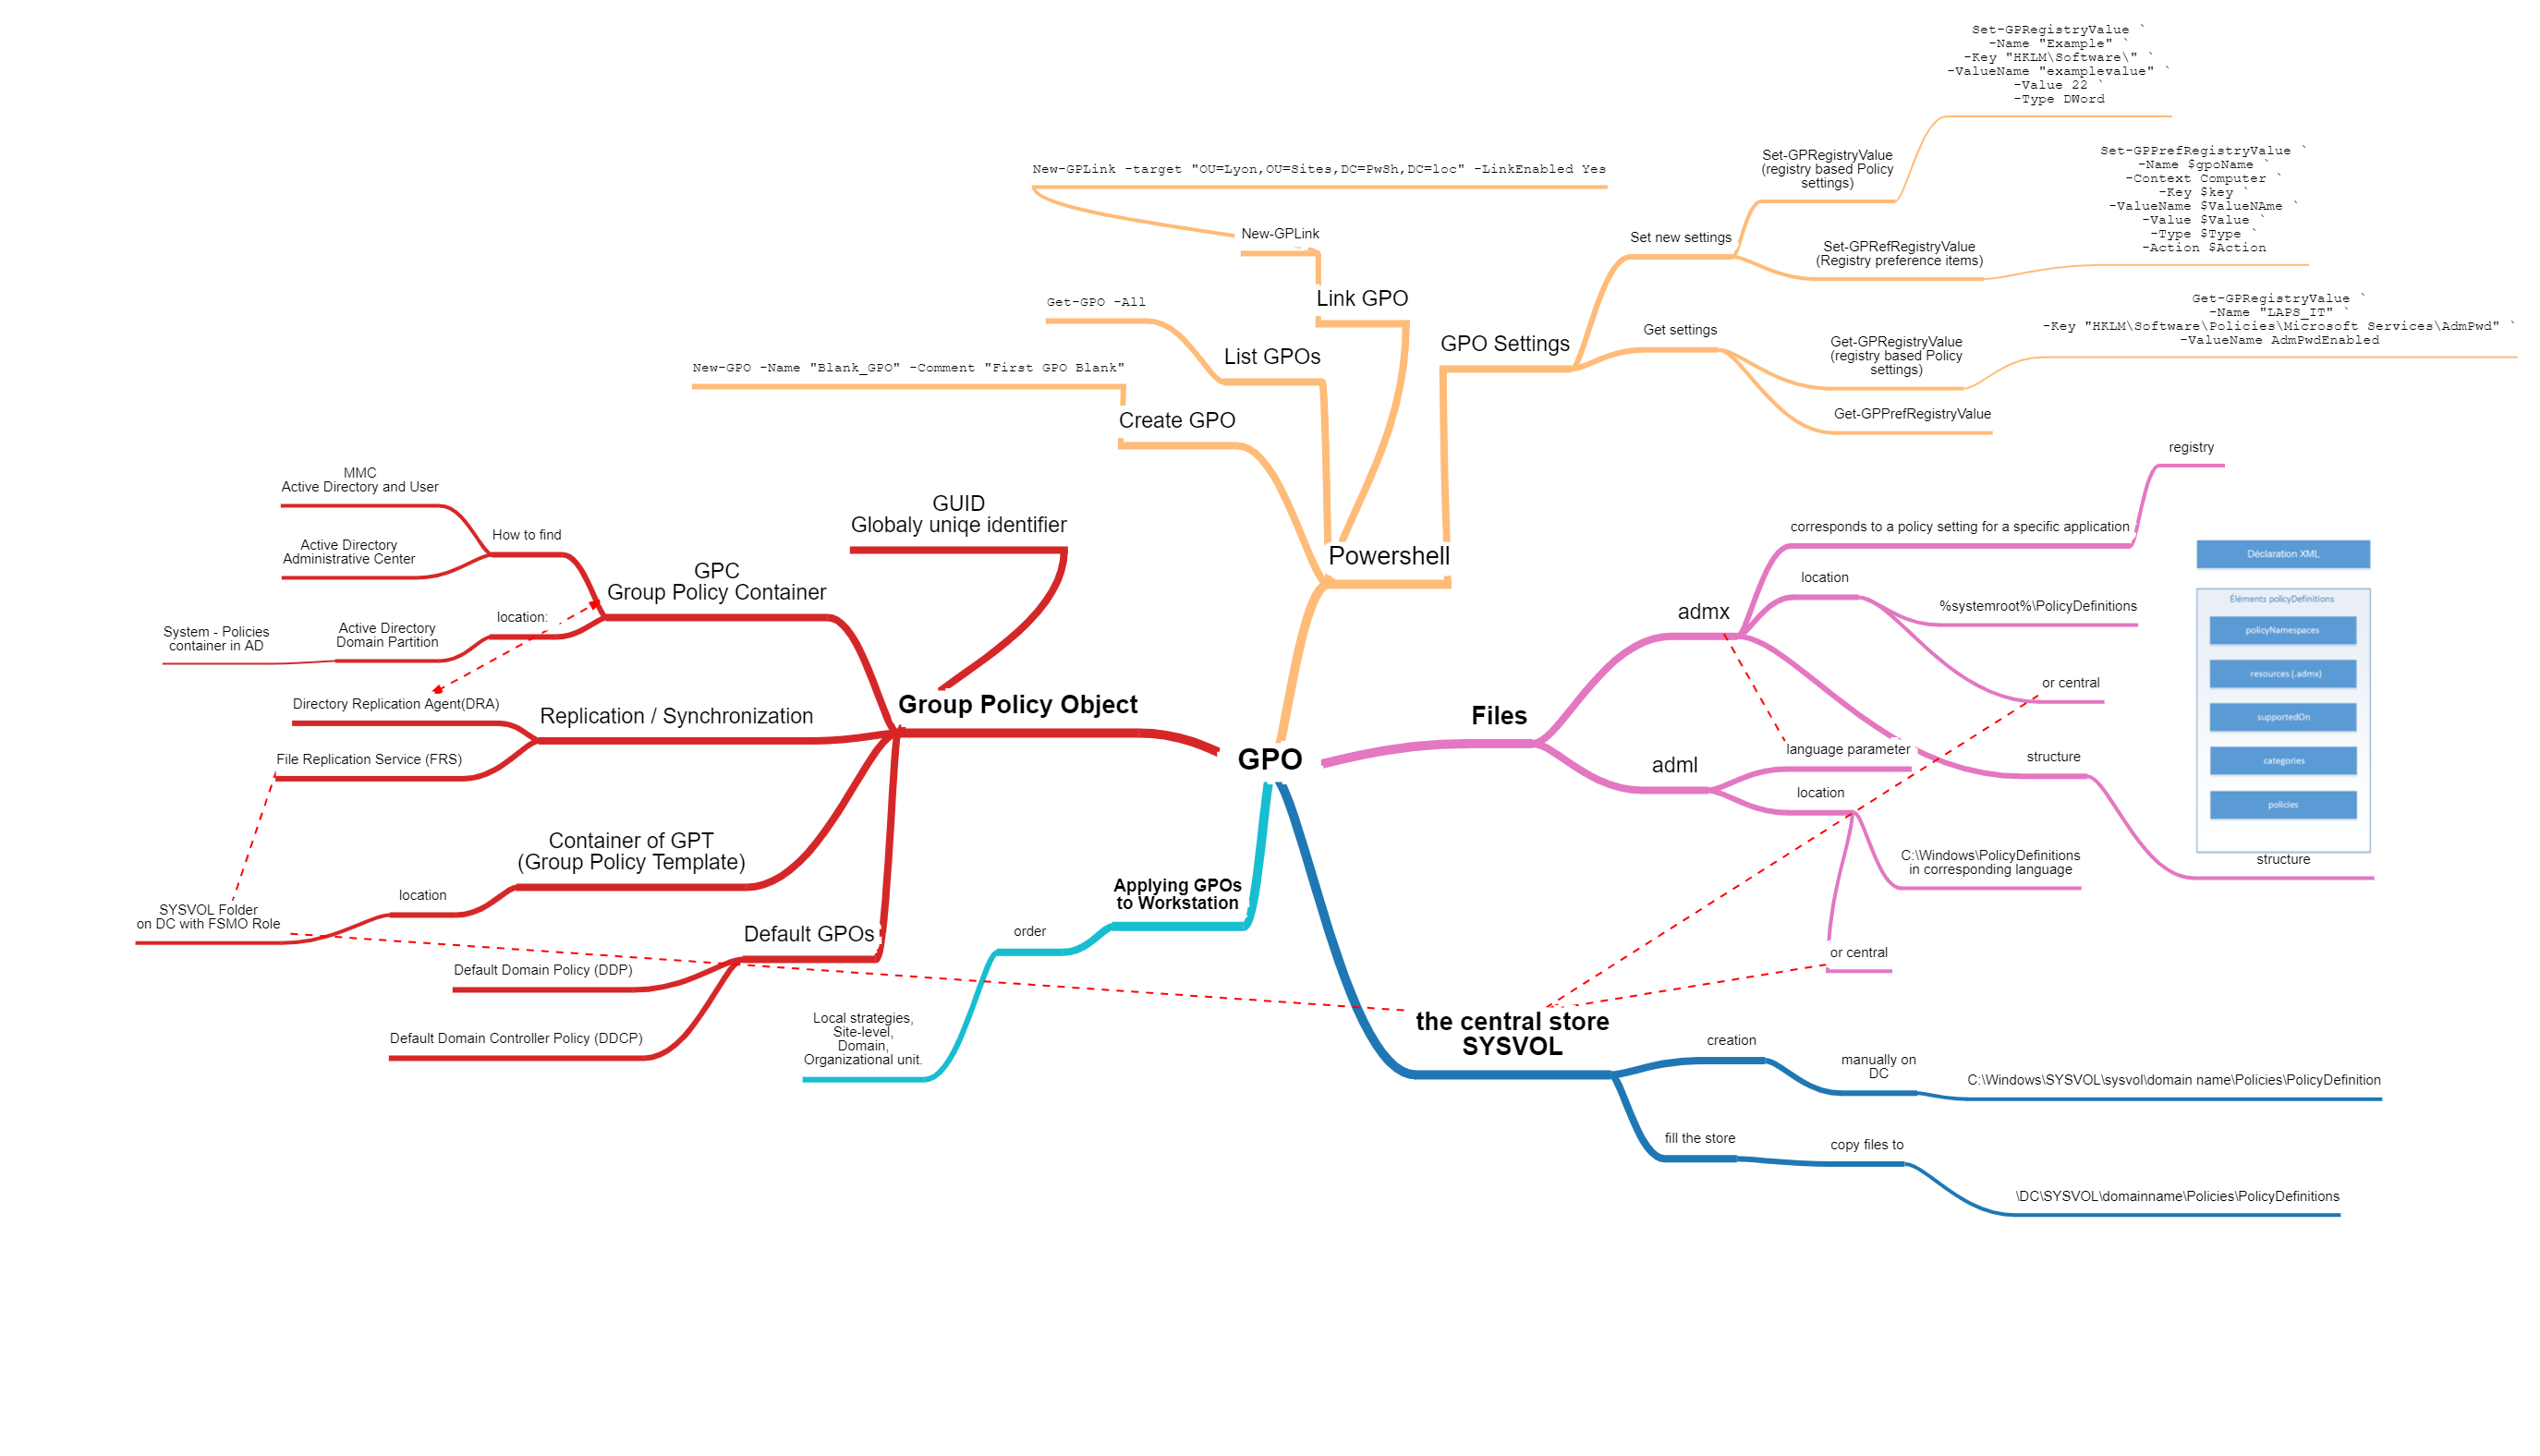 GPO
Group Policy Object
GUID
Globaly uniqe identifier
GPC
Group Policy Container
How to find
MMC
Active Directory and User
Active Directory
Administrative Center
location:
Active Directory
Domain Partition
System - Policies
container in AD
Replication / Synchronization
Directory Replication Agent(DRA)
File Replication Service (FRS)
Container of GPT
(Group Policy Template)
location
SYSVOL Folder
on DC with FSMO Role
Default GPOs
Default Domain Policy (DDP)
Default Domain Controller Policy (DDCP)
Applying GPOs
to Workstation
order
Local strategies,
Site-level,
Domain,
Organizational unit.
Powershell
Create GPO
New-GPO -Name "Blank_GPO" -Comment "First GPO Blank"
List GPOs
Get-GPO -All
Link GPO
New-GPLink
New-GPLink -target "OU=Lyon,OU=Sites,DC=PwSh,DC=loc" -LinkEnabled Yes
GPO Settings
Set new settings
Set-GPRegistryValue
(registry based Policy
settings)
Set-GPRegistryValue `
-Name "Example" `
-Key "HKLM\Software\" `
-ValueName "examplevalue" `
-Value 22 `
-Type DWord
Set-GPRefRegistryValue
(Registry preference items)
Set-GPPrefRegistryValue `
-Name $gpoName `
-Context Computer `
-Key $key `
-ValueName $ValueNAme `
-Value $Value `
-Type $Type `
-Action $Action
Get settings
Get-GPRegistryValue
(registry based Policy
settings)
Get-GPRegistryValue `
-Name "LAPS_IT" `
-Key "HKLM\Software\Policies\Microsoft Services\AdmPwd" `
-ValueName AdmPwdEnabled
Get-GPPrefRegistryValue
Files
admx
corresponds to a policy setting for a specific application
registry
location
%systemroot%\PolicyDefinitions
or central
structure
Déclaration XML
Éléments policyDefinitions
policyNamespaces
resources (.admx)
supportedOn
categories
policies
structure
adml
language parameter
location
C:\Windows\PolicyDefinitions
in corresponding language
or central
the central store
SYSVOL
creation
manually on
DC
C:\Windows\SYSVOL\sysvol\domain name\Policies\PolicyDefinition
fill the store
copy files to
\DC\SYSVOL\domainname\Policies\PolicyDefinitions